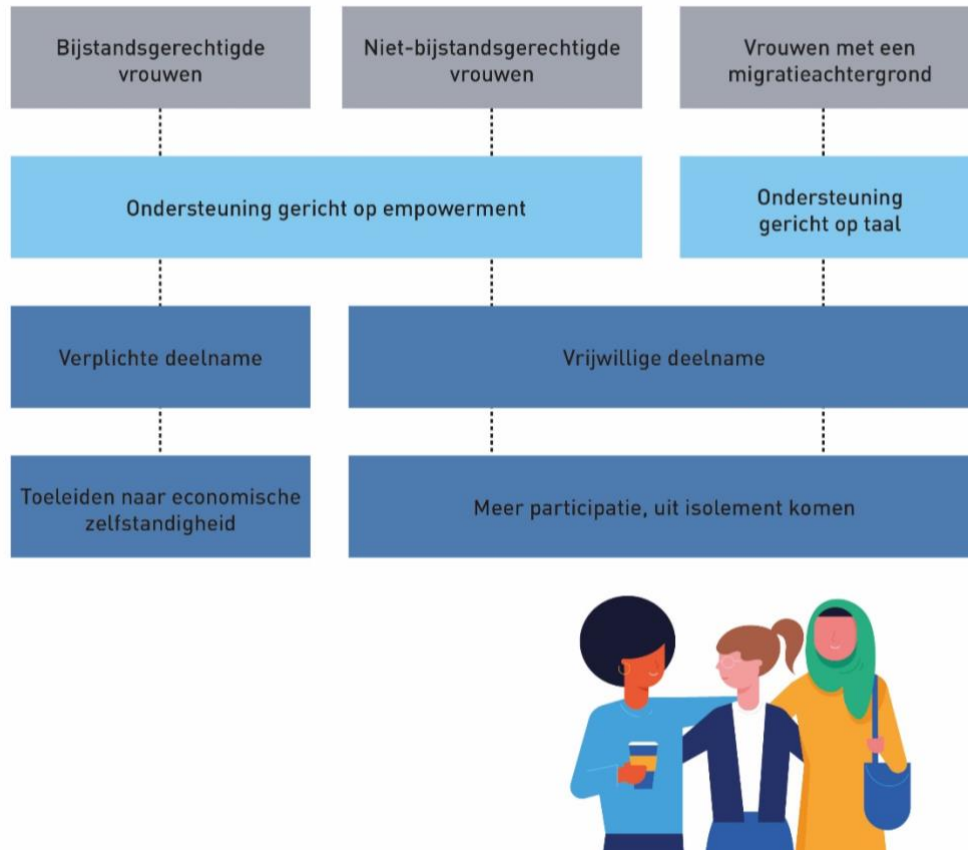 Bijstandsgerechtigde
vrouwen
Niet-bijstandsgerechtigde
vrouwen
Vrouwen met een
migratieachtergrond
Ondersteuning gericht op empowerment
Ondersteuning
gericht op taal
Verplichte deelname
Vrijwillige deelname
Toeleiden naar economische
zelfstandigheid
Meer participatie, uit isolement komen